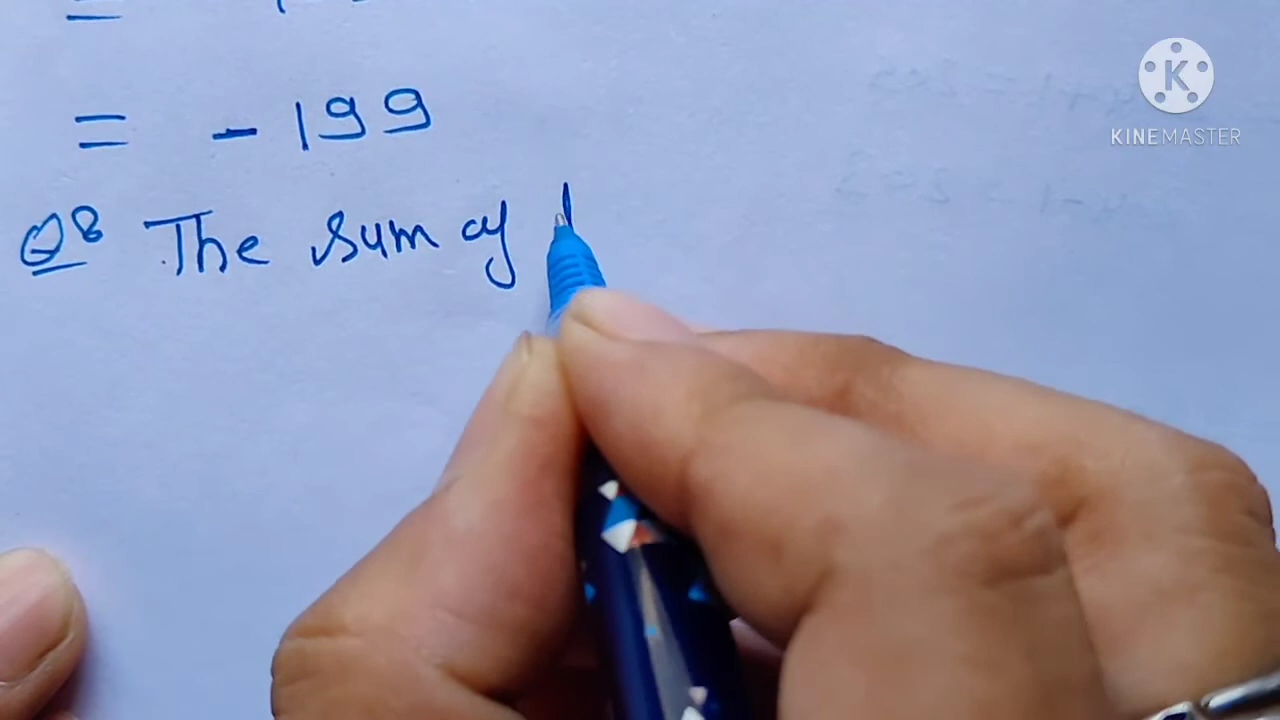 = - 199
Q8 The sum of
K
KINEMASTER